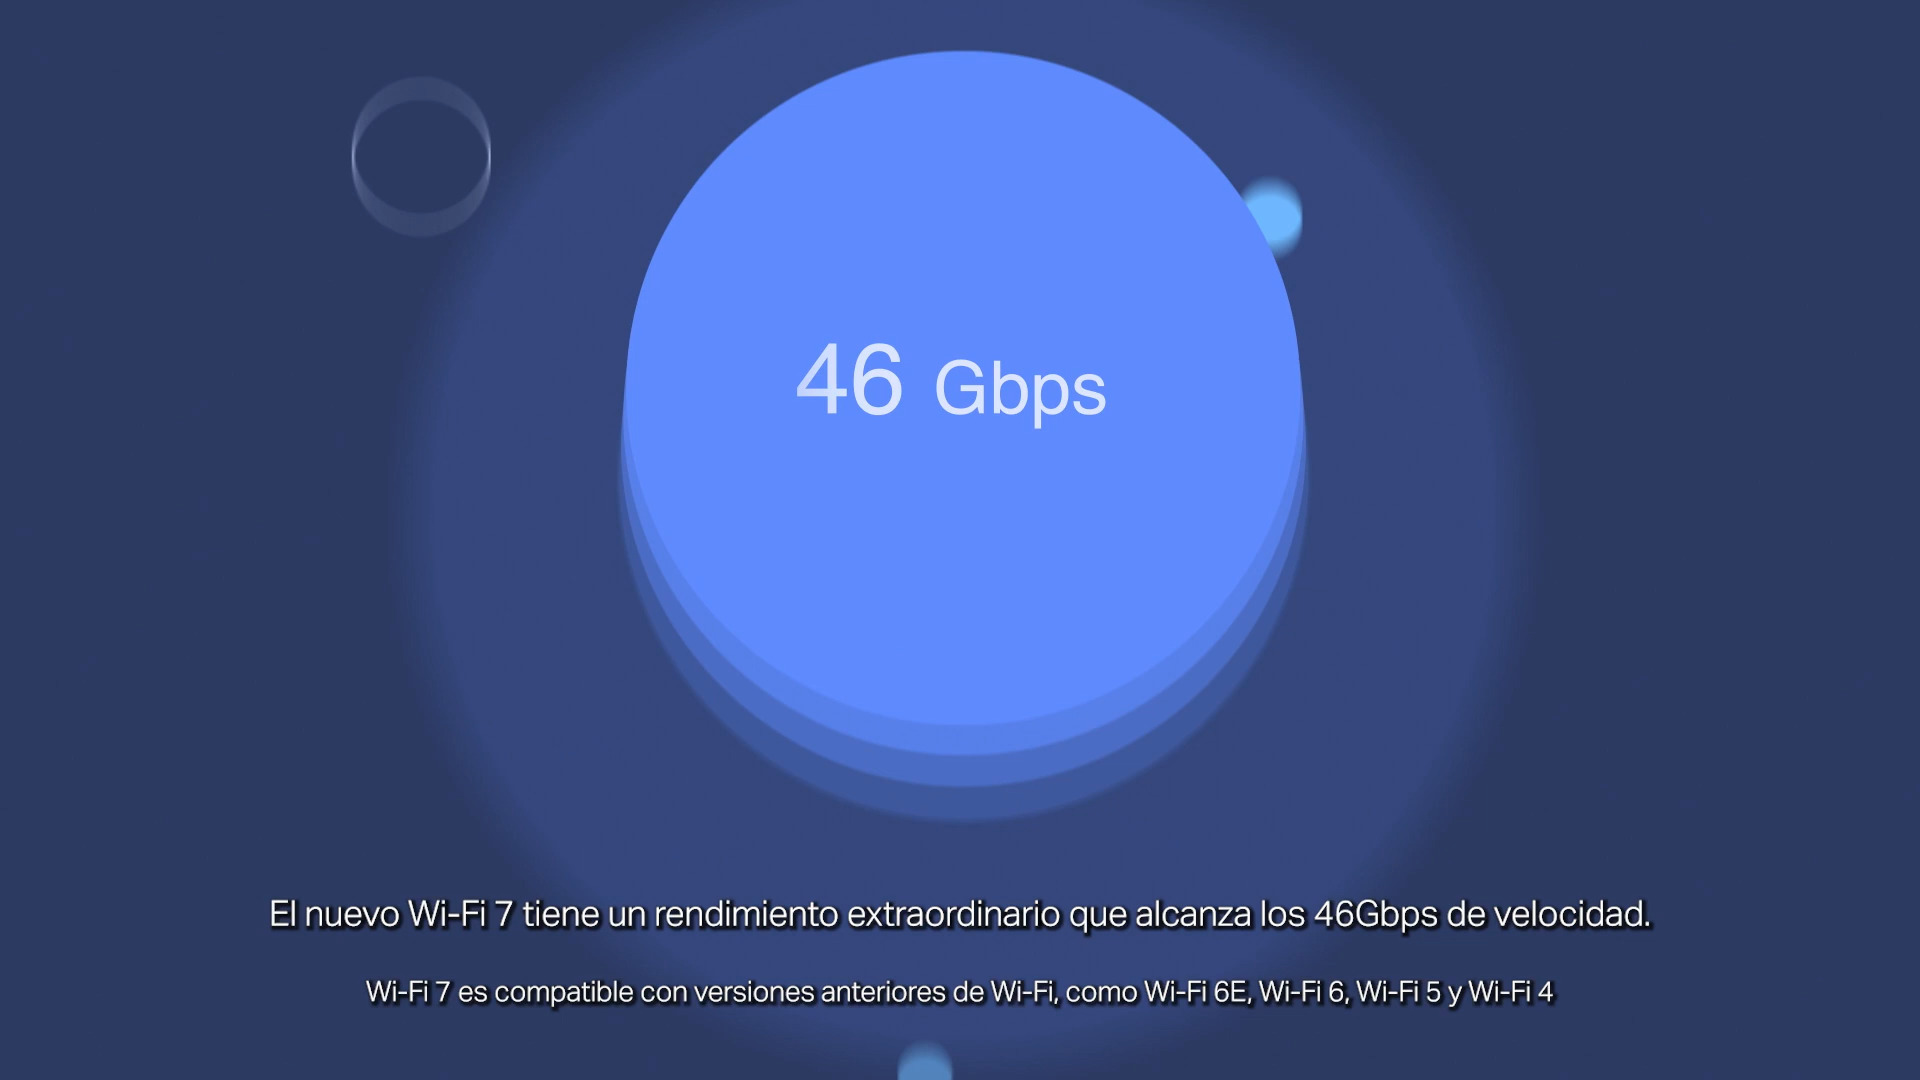 46 Gbps
El nuevo Wi-Fi 7 tiene un rendimiento extraordinario que alcanza los 46Gbps de velocidad.
Wi-Fi 7 es compatible con versiones anteriores de Wi-Fi, como Wi-Fi 6E, Wi-Fi 6, Wi-Fi 5 y Wi-Fi 4